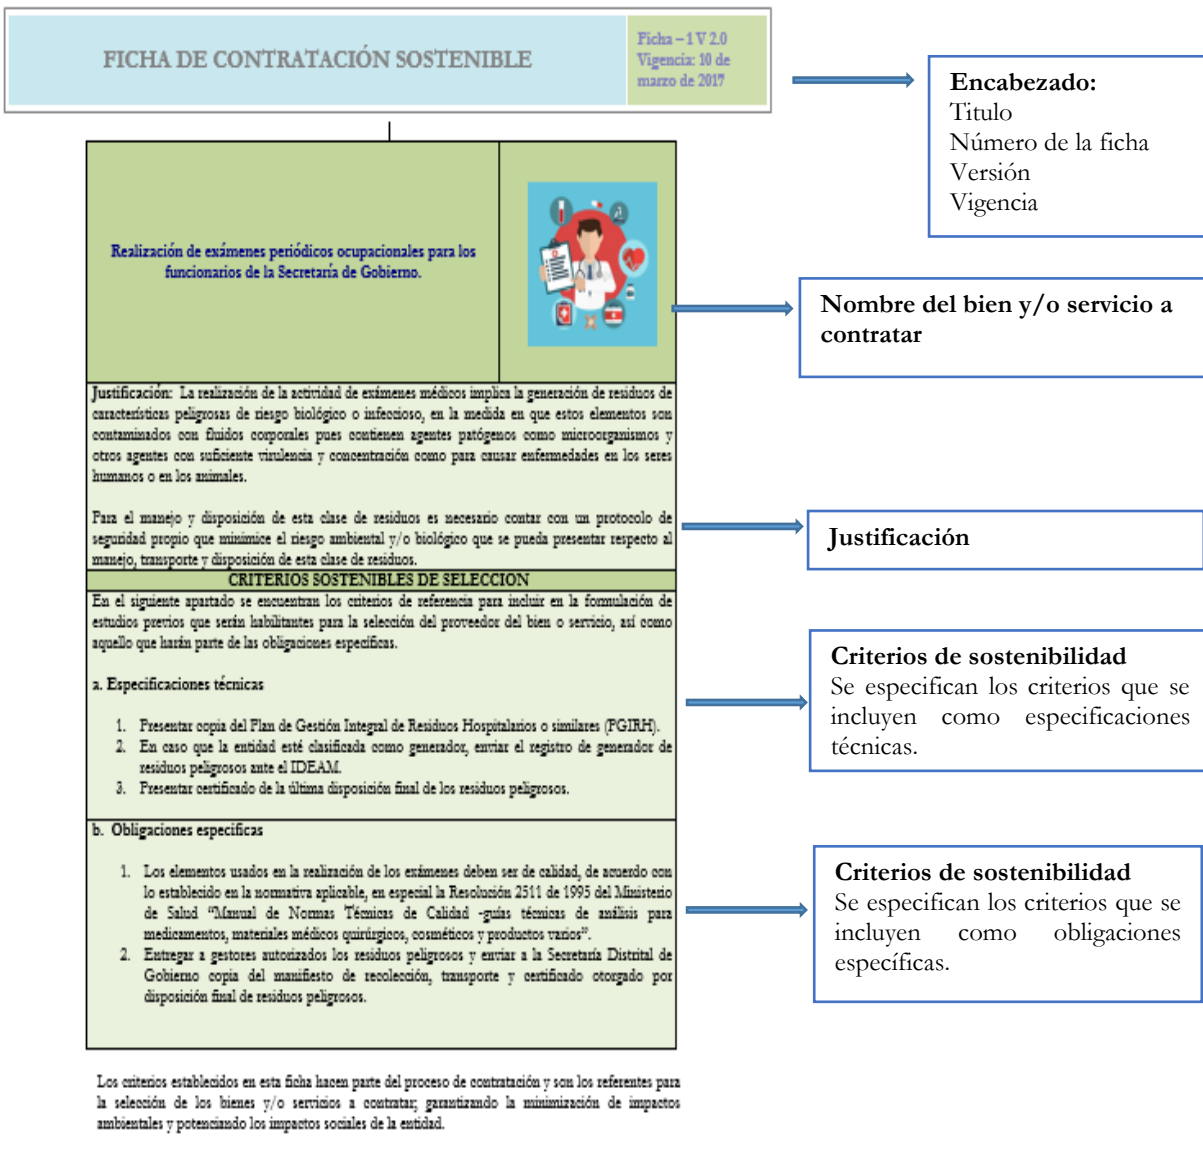 FICHA DE CONTRATACIÓN SOSTENIBLE
Ficha – 1 V 2.0
Vigencia: 10 de
marzo de 2017
Encabezado:
Titulo
Número de la ficha
Versión
Vigencia
Realización de exámenes periódicos ocupacionales para los
funcionarios de la Secretaría de Gobierno.
Nombre del bien y/o servicio a
contratar
Justificación: La realización de la actividad de exámenes médicos implica la generación de residuos de
características peligrosas de riesgo biológico o infeccioso, en la medida en que estos elementos son
contaminados con fluidos corporales pues contienen agentes patógenos como microorganismos y
otros agentes con suficiente virulencia y concentración como para causar enfermedades en los seres
humanos o en los animales.
Para el manejo y disposición de esta clase de residuos es necesario contar con un protocolo de
seguridad propio que minimice el riesgo ambiental y/o biológico que se pueda presentar respecto al
manejo, transporte y disposición de esta clase de residuos.
Justificación
CRITERIOS SOSTENIBLES DE SELECCION
En el siguiente apartado se encuentran los criterios de referencia para incluir en la formulación de
estudios previos que serán habilitantes para la selección del proveedor del bien o servicio, así como
aquello que harán parte de las obligaciones específicas.
a. Especificaciones técnicas
1. Presentar copia del Plan de Gestión Integral de Residuos Hospitalarios o similares (PGIRH).
2. En caso que la entidad esté clasificada como generador, enviar el registro de generador de
residuos peligrosos ante el IDEAM.
3. Presentar certificado de la última disposición final de los residuos peligrosos.
Criterios de sostenibilidad
Se especifican los criterios que se
incluyen como especificaciones
técnicas.
b. Obligaciones especificas
1. Los elementos usados en la realización de los exámenes deben ser de calidad, de acuerdo con
lo establecido en la normativa aplicable, en especial la Resolución 2511 de 1995 del Ministerio
de Salud “Manual de Normas Técnicas de Calidad -guías técnicas de análisis para
medicamentos, materiales médicos quirúrgicos, cosméticos y productos varios”.
2. Entregar a gestores autorizados los residuos peligrosos y enviar a la Secretaría Distrital de
Gobierno copia del manifiesto de recolección, transporte y certificado otorgado por
disposición final de residuos peligrosos.
Criterios de sostenibilidad
Se especifican los criterios que se
incluyen como obligaciones
específicas.
Los criterios establecidos en esta ficha hacen parte del proceso de contratación y son los referentes para
la selección de los bienes y/o servicios a contratar; garantizando la minimización de impactos
ambientales y potenciando los impactos sociales de la entidad.